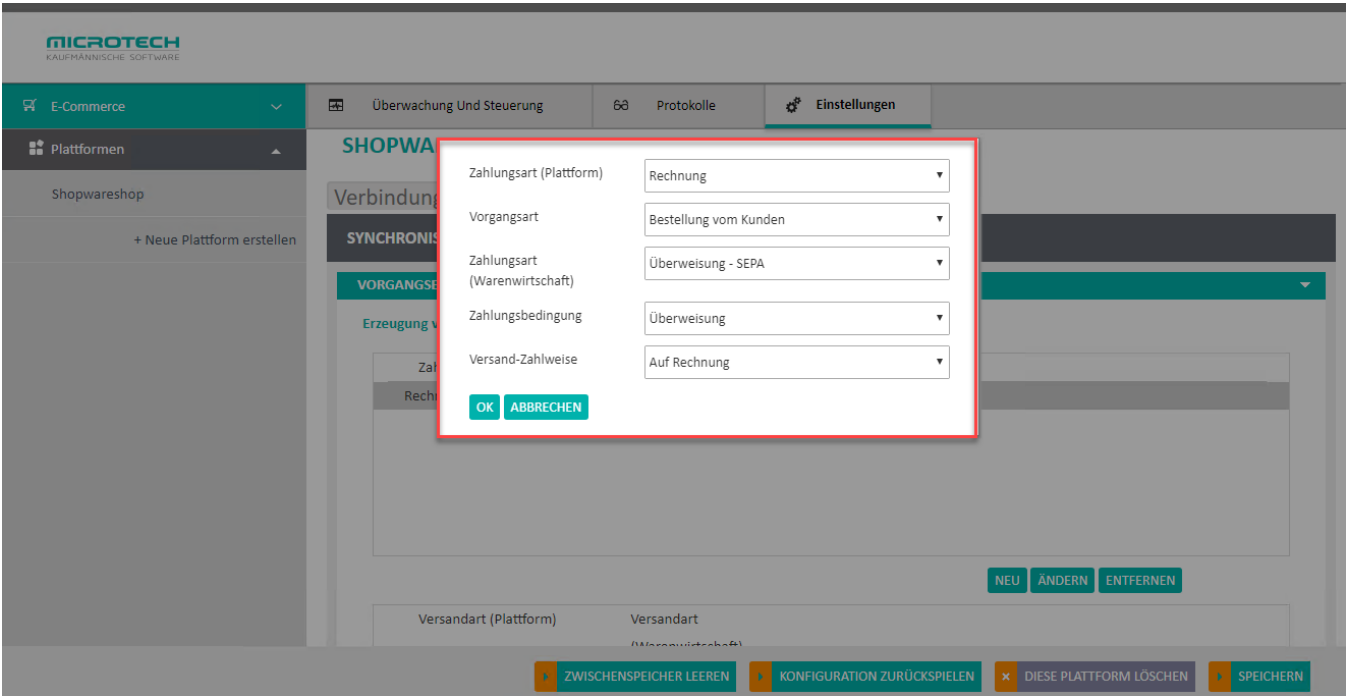 MICROTECH
KAUFMÄNNISCHE SOFTWARE
E-Commerce
Überwachung Und Steuerung
Protokolle
Einstellungen
Plattformen
Shopwareshop
+ Neue Plattform erstellen
SHOPWA
Verbindung
SYNCHRONIS
VORGANGSE
Erzeugung v
Zah
Rechn
Zahlungsart (Plattform)
Rechnung
Vorgangsart
Bestellung vom Kunden
Zahlungsart
(Warenwirtschaft)
Überweisung - SEPA
Zahlungsbedingung
Überweisung
Versand-Zahlweise
Auf Rechnung
OK
ABBRECHEN
NEU
ÄNDERN
ENTFERNEN
Versandart (Plattform)
Versandart
(Warenwirtschaft)
ZWISCHENSPEICHER LEEREN
KONFIGURATION ZURÜCKSPIELEN
DIESE PLATTFORM LÖSCHEN
SPEICHERN